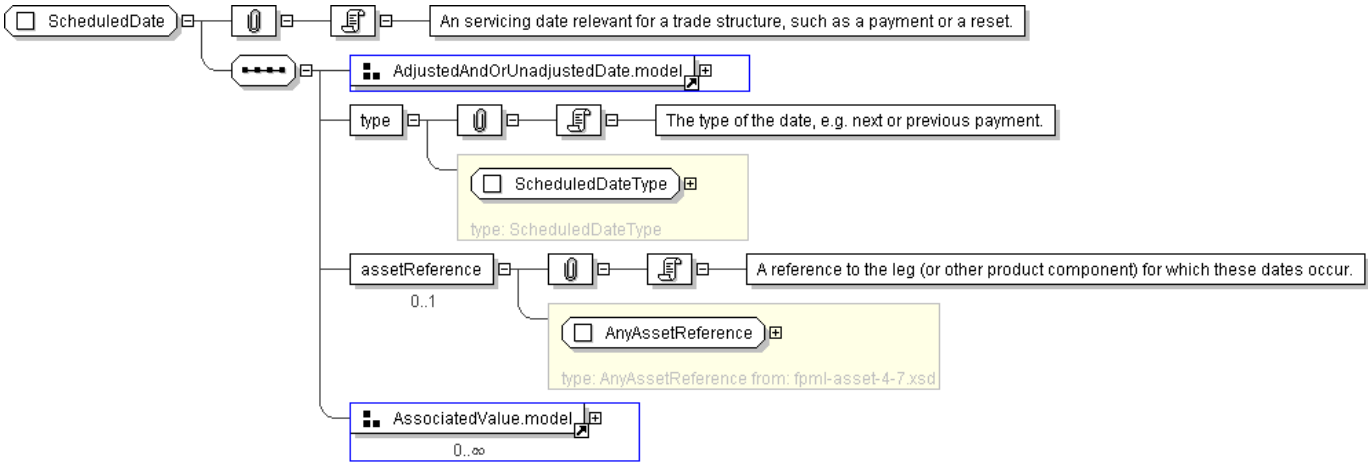 ScheduledDate
An servicing date relevant for a trade structure, such as a payment or a reset.
AdjustedAndOrUnadjustedDate.model
type
The type of the date, e.g. next or previous payment.
ScheduledDateType
type: ScheduledDateType
assetReference
A reference to the leg (or other product component) for which these dates occur.
0..1
AnyAssetReference
type: AnyAssetReference from: fpml-asset-4-7.xsd
AssociatedValue.model
0..∞